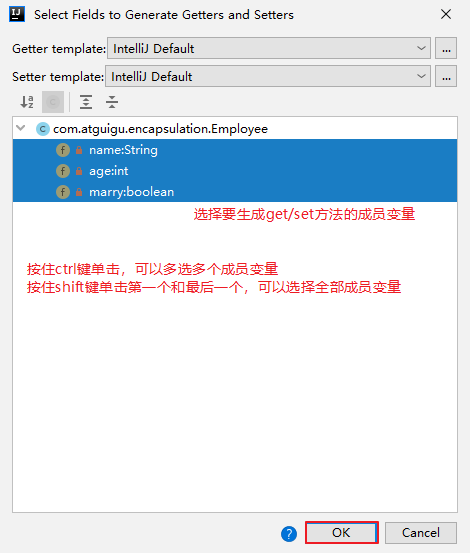 Select Fields to Generate Getters and Setters
Getter template: IntelliJ Default ...
Setter template: IntelliJ Default ...
com.atguigu.encapsulation.Employee
name:String
age:int
marry:boolean
选择要生成get/set方法的成员变量
按住ctrl键单击，可以多选多个成员变量
按住shift键单击第一个和最后一个，可以选择全部成员变量
? OK Cancel